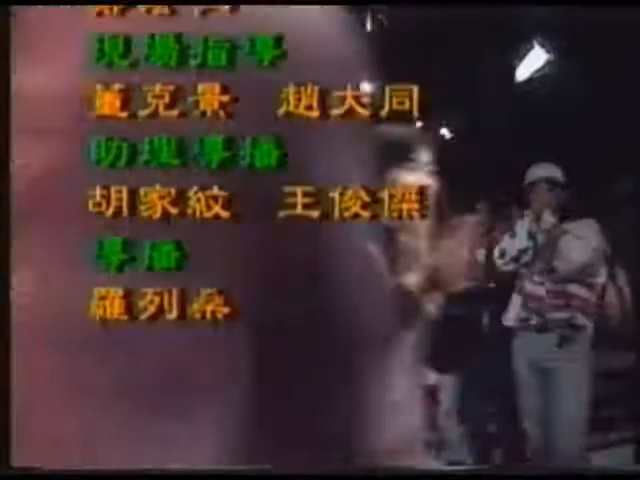 現場指導
董克景 趙大同
助理導播
胡家紋 王俊傑
導播
羅列桑